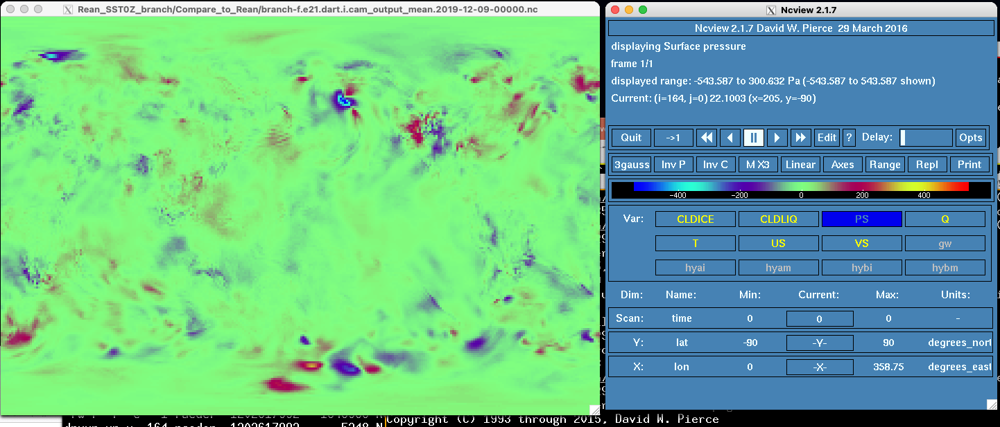 Rean_SST0Z_branch/Compare_to_Rean/branch-f.e21.dart.i.cam_output_mean.2019-12-09-00000.nc
Ncview 2.1.7
Ncview 2.1.7 David W. Pierce 29 March 2016
displaying Surface pressure
frame 1/1
displayed range: -543.587 to 300.632 Pa (-543.587 to 543.587 shown)
Current: (i=164, j=0) 22.1003 (x=205, y=-90)
Quit ->1 Edit ? Delay: Opts
3gauss Inv P Inv C M X3 Linear Axes Range Repl Print
-400 -200 0 200 400
Var: CLDICE CLDLIQ PS Q
T US VS gw
hyai hyam hybi hybm
Dim: Name: Min: Current: Max: Units:
Scan: time 0 0 0 -
Y: lat -90 -Y- 90 degrees_nort
X: lon 0 -X- 358.75 degrees_east
Copyright (C) 1993 through 2015, David W. Pierce